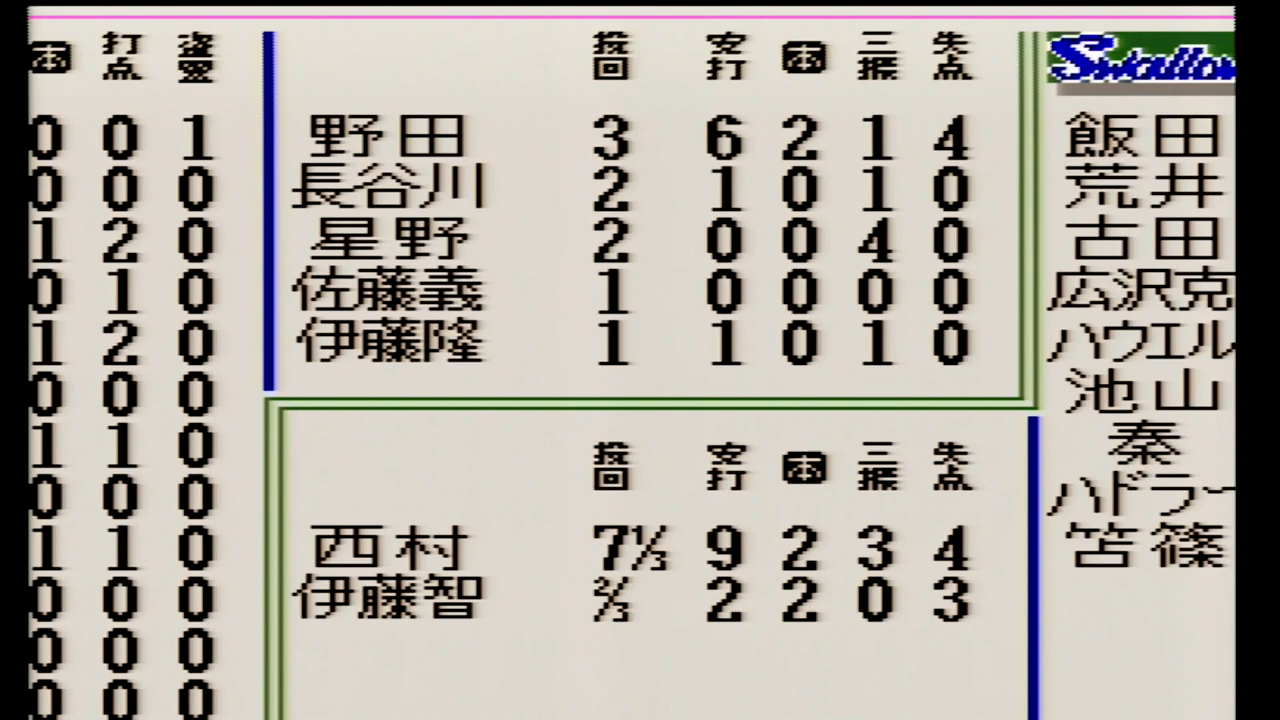 本 打点 盗塁
0 0 1
0 0 0
1 2 0
0 1 0
1 2 0
0 0 0
1 1 0
0 0 0
1 1 0
0 0 0
0 0 0
0 0 0
投回 安打 本 三振 失点
野田 3 6 2 1 4
長谷川 2 1 0 1 0
星野 2 0 0 4 0
佐藤義 1 0 0 0 0
伊藤隆 1 1 0 1 0
投回 安打 本 三振 失点
西村 7⅓ 9 2 3 4
伊藤智 ⅔ 2 2 0 3
Swallow
飯田
荒井
古田
広沢克
ハウエル
池山
秦
ハドラー
笘篠